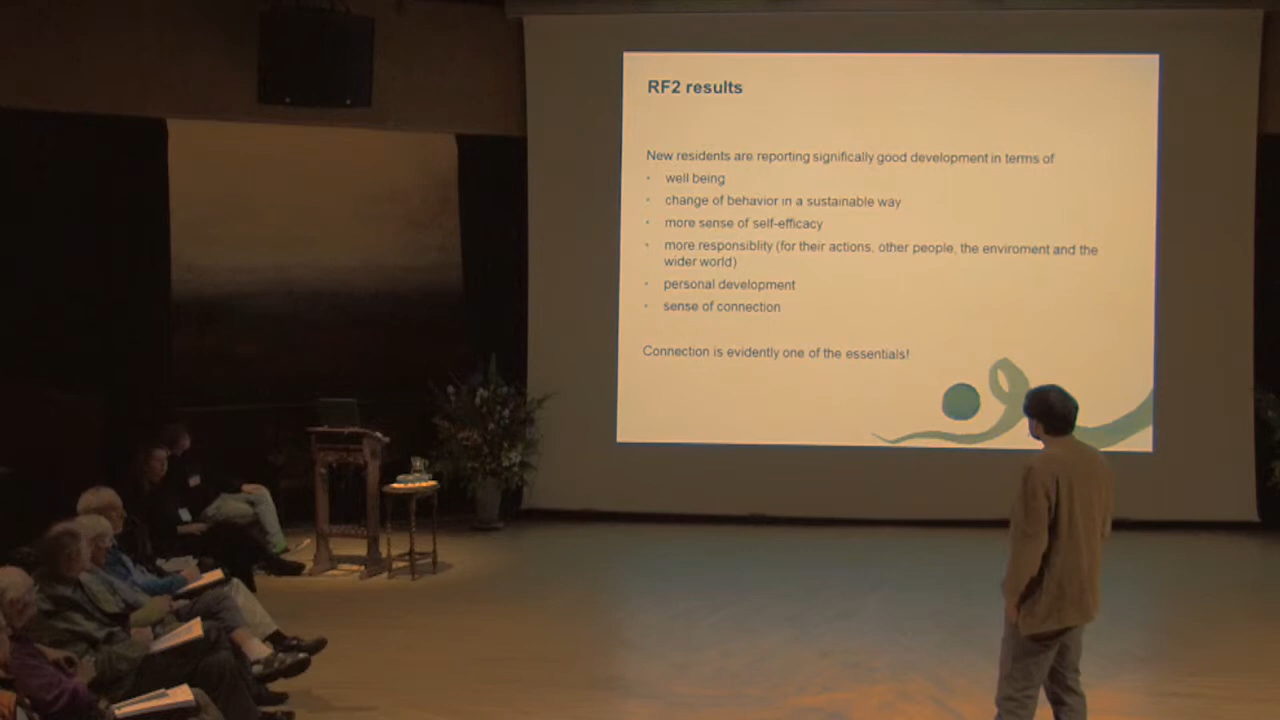 RF2 results
New residents are reporting significally good development in terms of
· well being
· change of behavior in a sustainable way
· more sense of self-efficacy
· more responsiblity (for their actions, other people, the enviroment and the
wider world)
· personal development
· sense of connection
Connection is evidently one of the essentials!